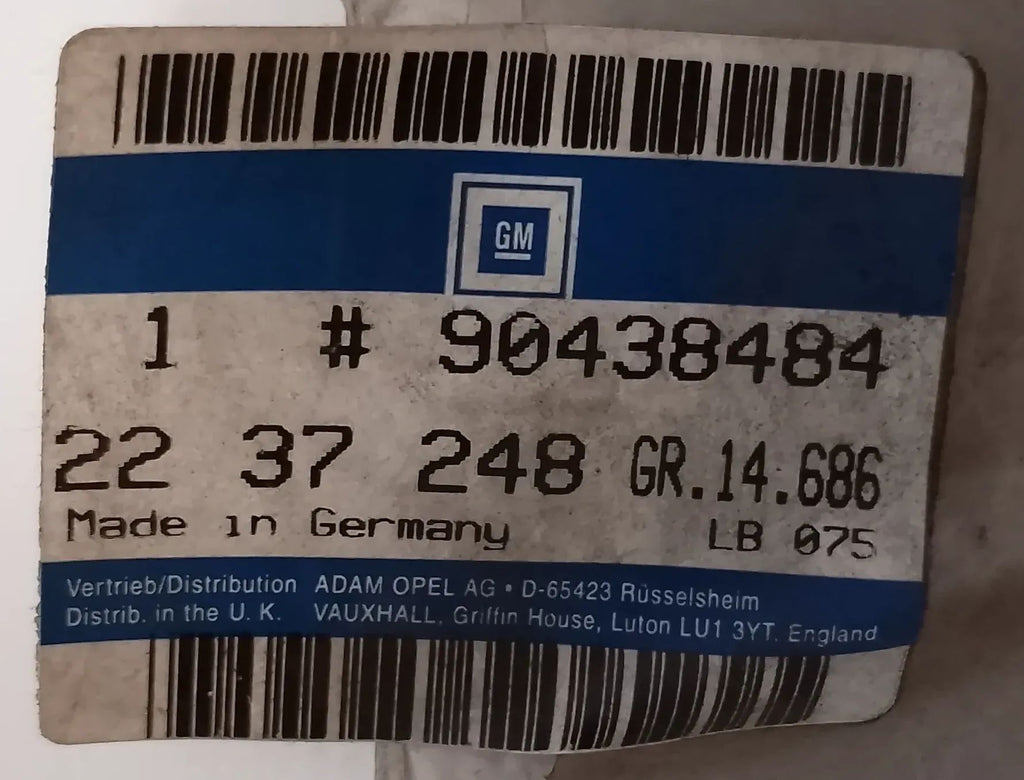 GM
1 # 90438484
22 37 248 GR.14.686
Made in Germany LB 075
Vertrieb/Distribution ADAM OPEL AG • D-65423 Rüsselsheim
Distrib. in the U. K. VAUXHALL, Griffin House, Luton LU1 3YT. England